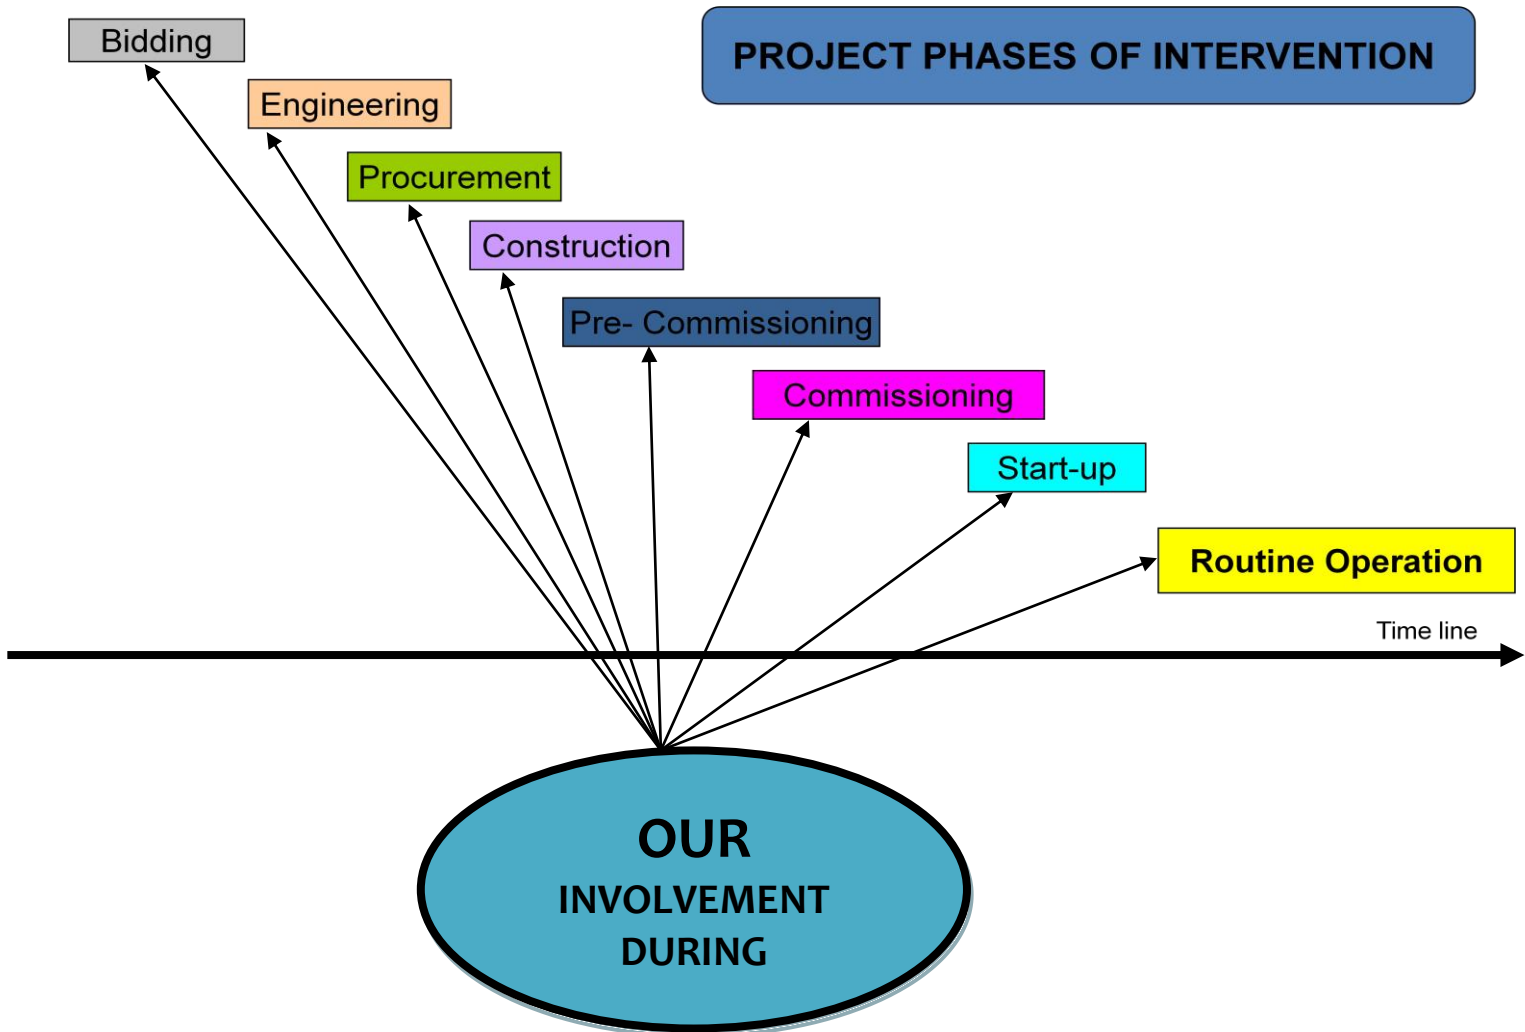 Bidding
PROJECT PHASES OF INTERVENTION
Engineering
Procurement
Construction
Pre- Commissioning
Commissioning
Start-up
Routine Operation
Time line
OUR
INVOLVEMENT
DURING